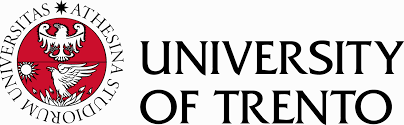 UNIVERSITAS ATHESINA STUDIORUM
UNIVERSITY
OF TRENTO